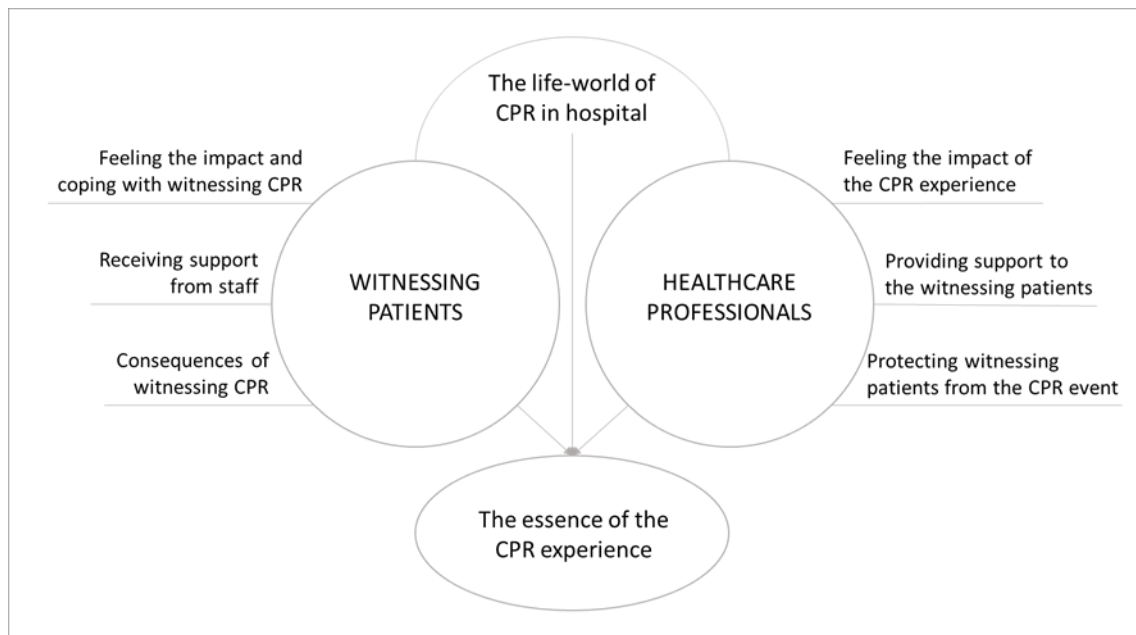 The life-world of
CPR in hospital
Feeling the impact and
coping with witnessing CPR
Receiving support
from staff
Consequences of
witnessing CPR
WITNESSING
PATIENTS
HEALTHCARE
PROFESSIONALS
Feeling the impact of
the CPR experience
Providing support to
the witnessing patients
Protecting witnessing
patients from the CPR event
The essence of the
CPR experience